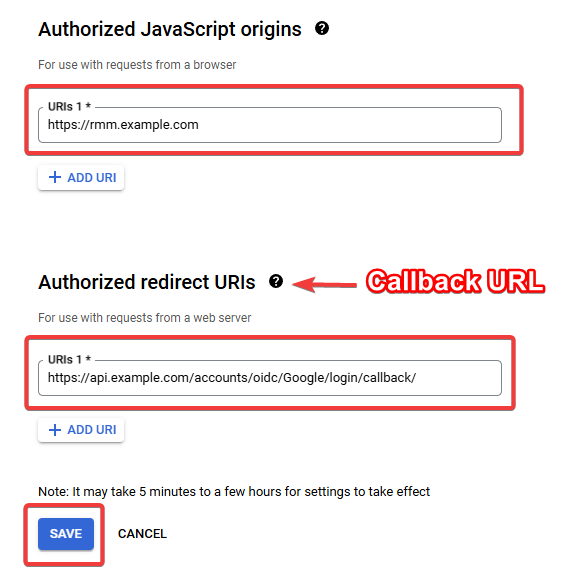 Authorized JavaScript origins
For use with requests from a browser
URIs 1 *
https://rmm.example.com
+ ADD URI
Authorized redirect URIs
Callback URL
For use with requests from a web server
URIs 1 *
https://api.example.com/accounts/oidc/Google/login/callback/
+ ADD URI
Note: It may take 5 minutes to a few hours for settings to take effect
SAVE CANCEL